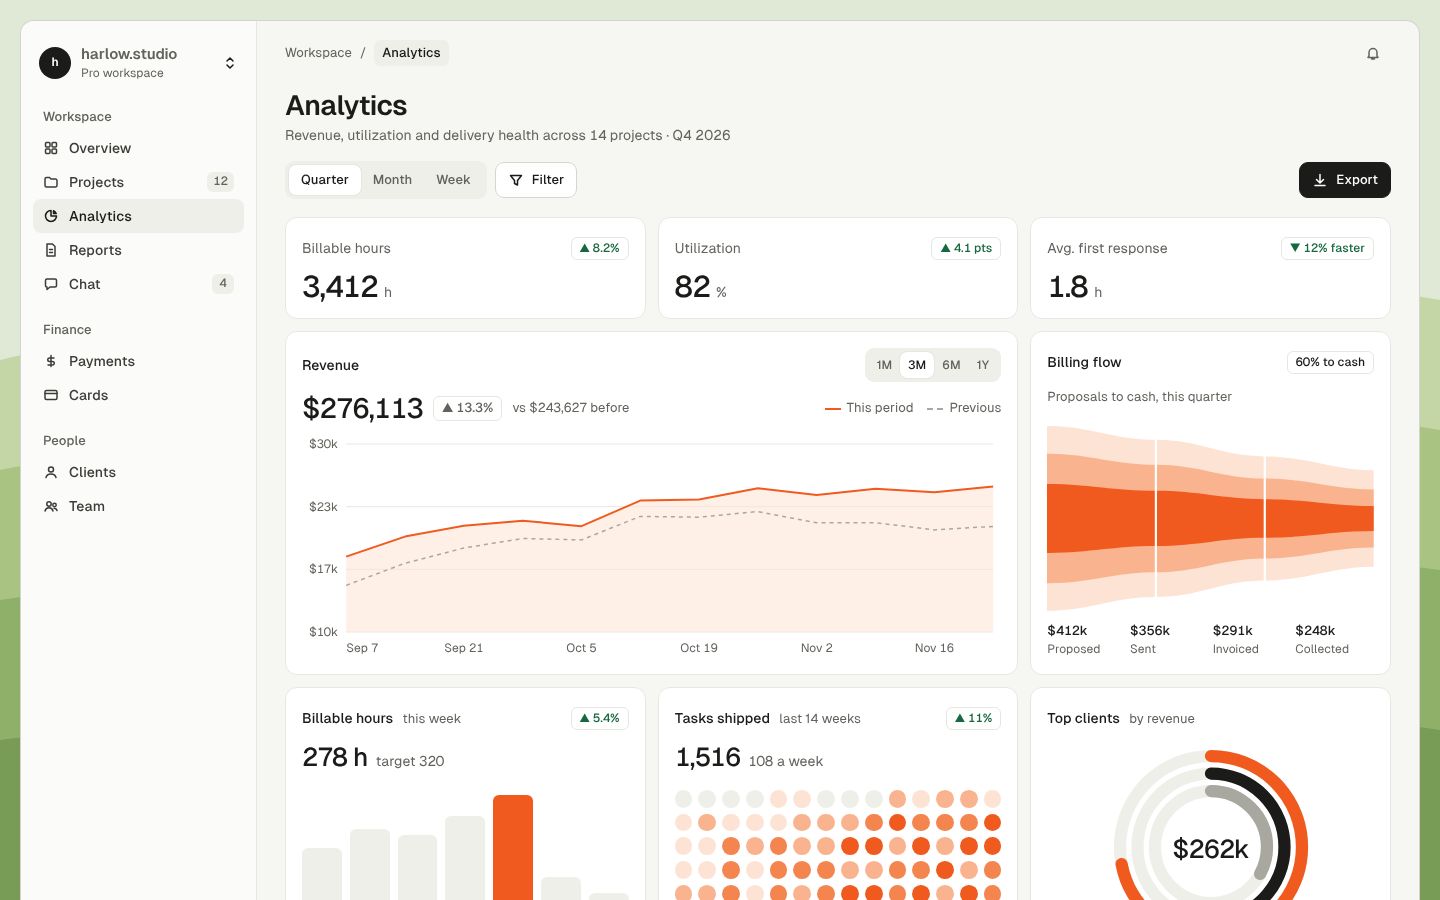 h
harlow.studio
Pro workspace
Workspace
Overview
Projects 12
Analytics
Reports
Chat 4
Finance
Payments
Cards
People
Clients
Team
Workspace / Analytics
Analytics
Revenue, utilization and delivery health across 14 projects · Q4 2026
Quarter Month Week Filter Export
Billable hours ▲ 8.2%
3,412 h
Utilization ▲ 4.1 pts
82 %
Avg. first response ▼ 12% faster
1.8 h
Revenue 1M 3M 6M 1Y
$276,113 ▲ 13.3% vs $243,627 before This period Previous
$30k
$23k
$17k
$10k
Sep 7 Sep 21 Oct 5 Oct 19 Nov 2 Nov 16
Billing flow 60% to cash
Proposals to cash, this quarter
$412k $356k $291k $248k
Proposed Sent Invoiced Collected
Billable hours this week ▲ 5.4%
278 h target 320
Tasks shipped last 14 weeks ▲ 11%
1,516 108 a week
Top clients by revenue
$262k